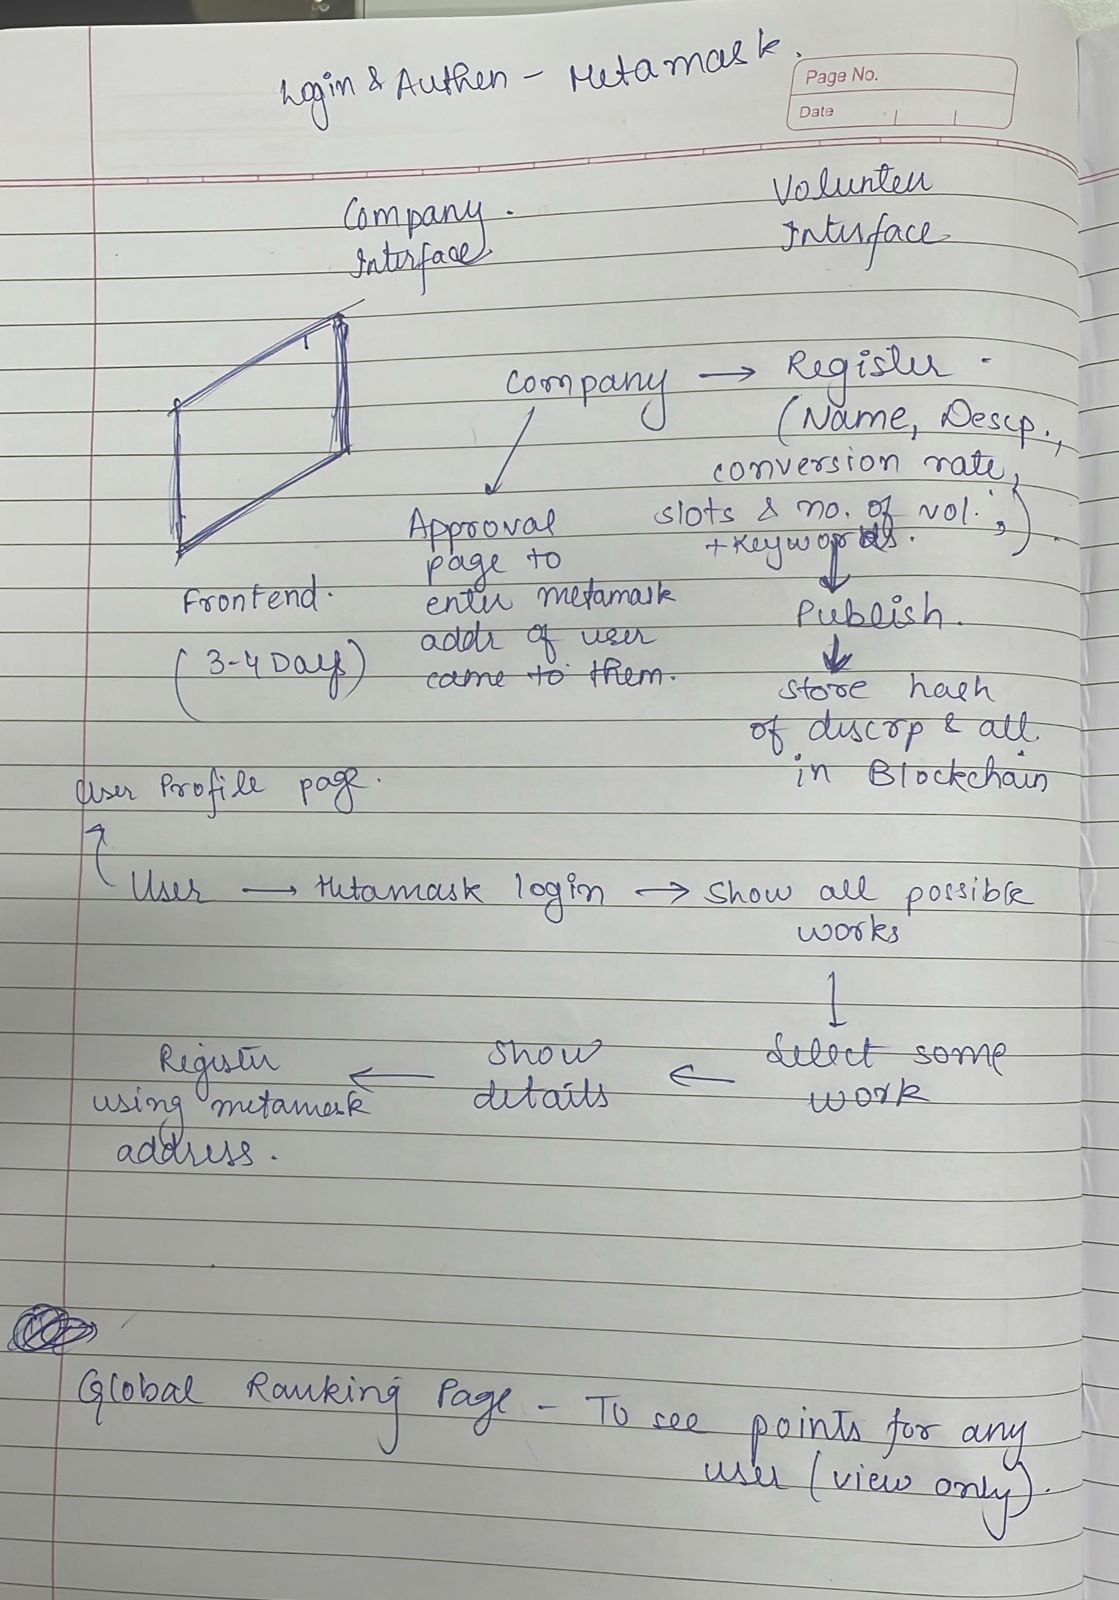 Login & Authen - Metamask.
Page No.
Date
Company.
Interface.
Volunteer
Interface.
Company → Register -
(Name, Descp.,
conversion rate,
slots & no. of vol.,)
+ keywords.
Approval
page to
enter metamask
addr of user
came to them.
Publish.
store hash
of discrp & all.
in Blockchain
Frontend.
(3-4 Days)
User Profile page.
User → Metamask login → Show all possible
works
Select some
work
← Show
details
← Register
using metamask
address.
Global Ranking Page - To see points for any
user (view only).